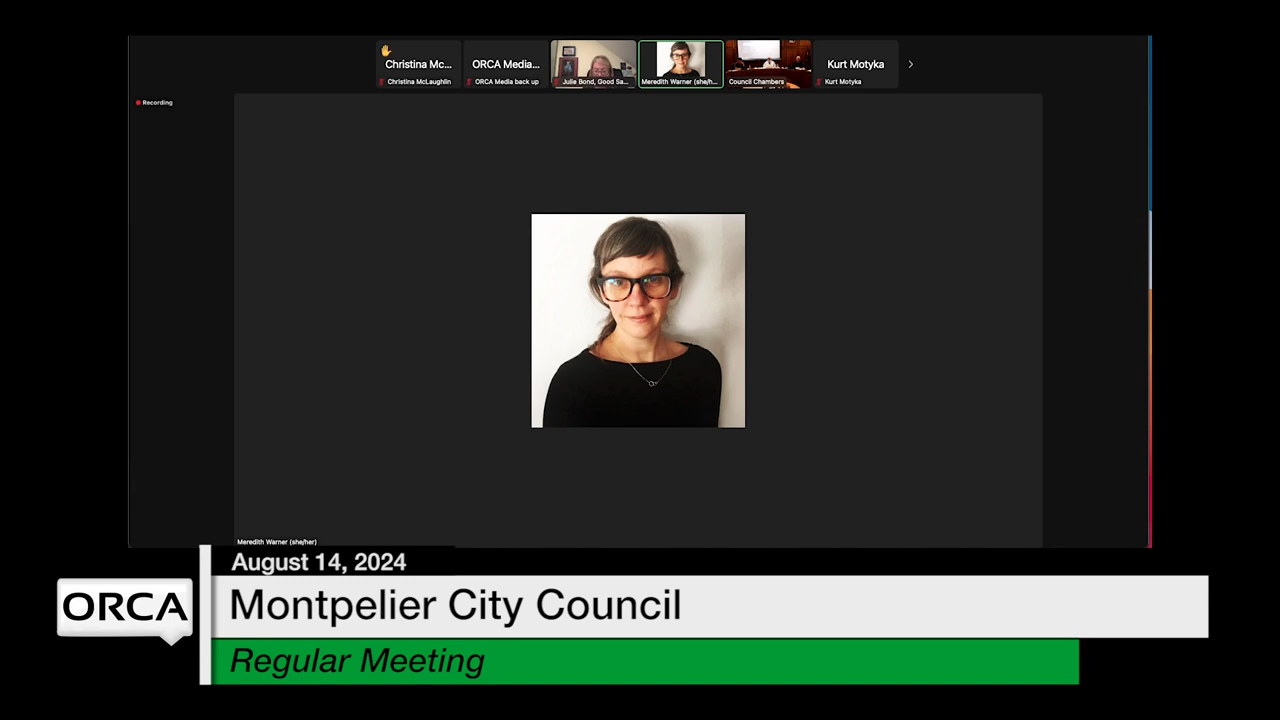 Christina Mc...
Christina McLaughlin
ORCA Media...
ORCA Media back up
Julie Bond, Good Sa...
Meredith Warner (she/h...
Council Chambers
Kurt Motyka
Kurt Motyka
Recording
Meredith Warner (she/her)
August 14, 2024
ORCA
Montpelier City Council
Regular Meeting